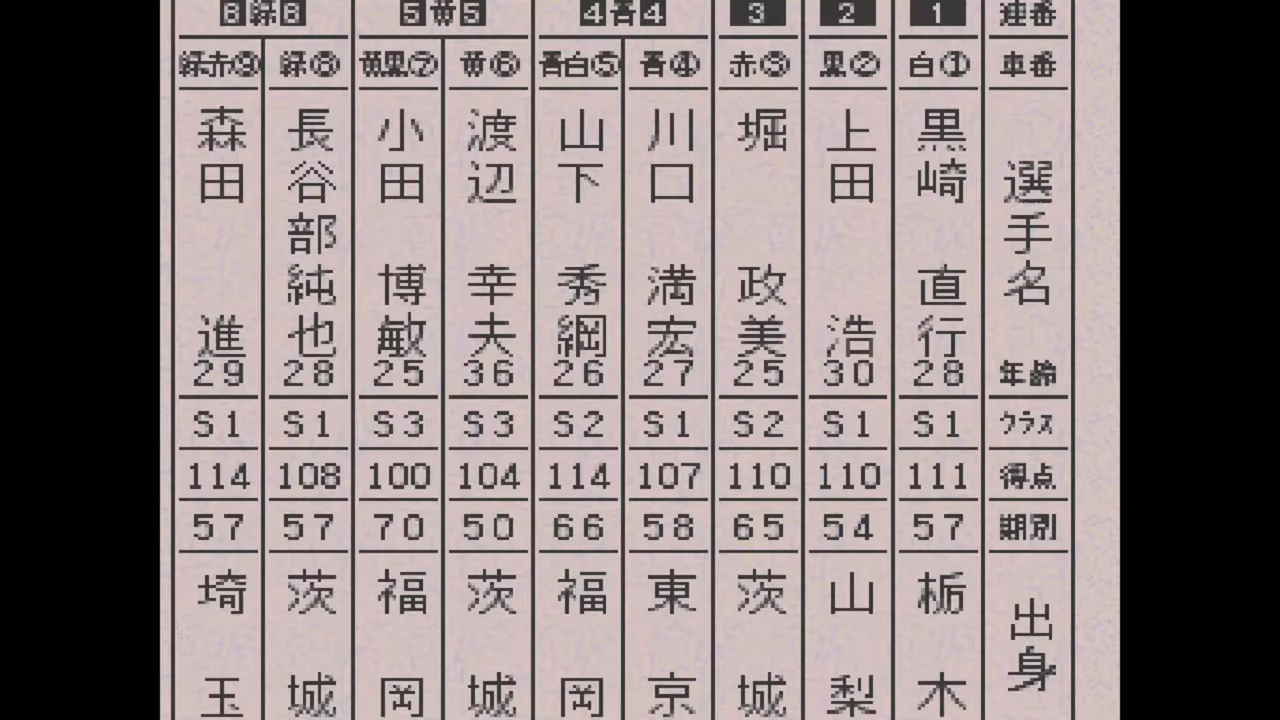 連番 1 2 3 4青4 5黄5 8緑8
車番 白① 黒② 赤③ 青④ 青白⑤ 黄⑥ 黄黒⑦ 緑⑧ 緑赤⑨
選手名 黒崎直行 上田浩 堀政美 川口満宏 山下秀綱 渡辺幸夫 小田博敏 長谷部純也 森田進
年齢 28 30 25 27 26 36 25 28 29
クラス S1 S1 S2 S1 S2 S3 S3 S1 S1
得点 111 110 110 107 114 104 100 108 114
期別 57 54 65 58 66 50 70 57 57
出身 栃木 山梨 茨城 東京 福岡 茨城 福岡 茨城 埼玉